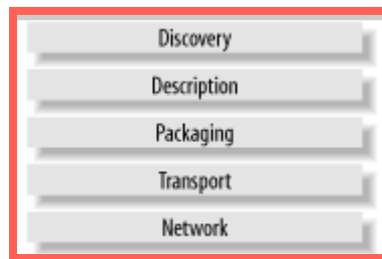 Discovery
Description
Packaging
Transport
Network